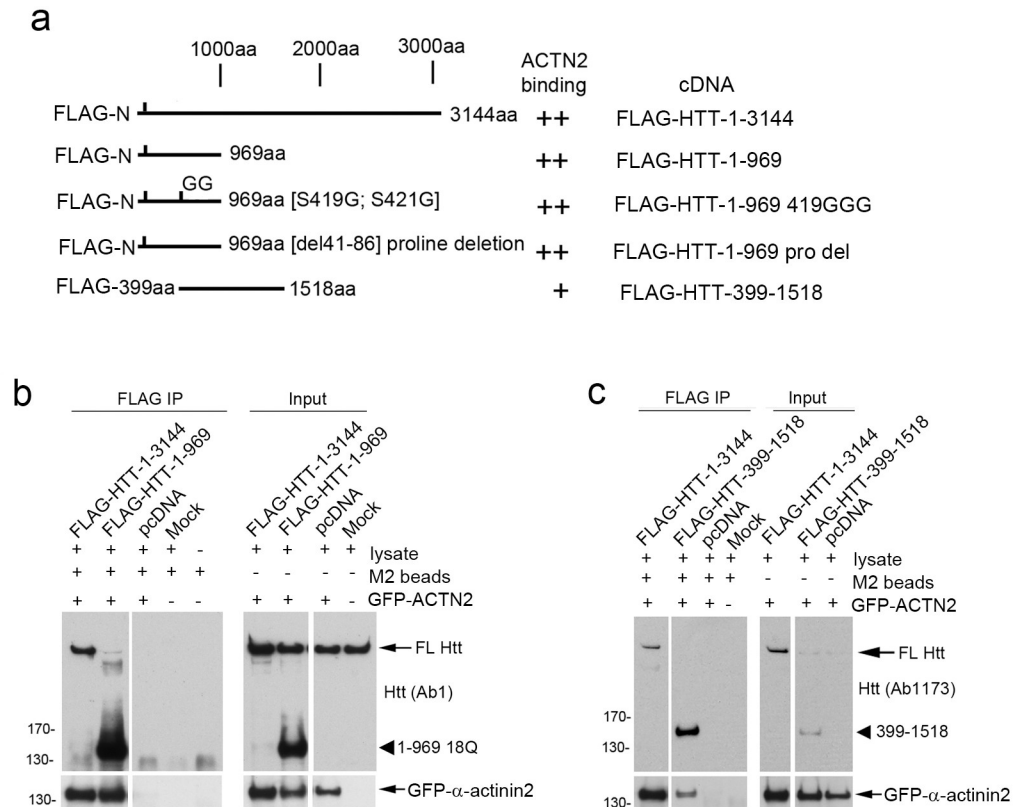 a
1000aa 2000aa 3000aa
ACTN2 binding cDNA
FLAG-N 3144aa ++ FLAG-HTT-1-3144
FLAG-N 969aa ++ FLAG-HTT-1-969
GG
FLAG-N 969aa [S419G; S421G] ++ FLAG-HTT-1-969 419GGG
FLAG-N 969aa [del41-86] proline deletion ++ FLAG-HTT-1-969 pro del
FLAG-399aa 1518aa + FLAG-HTT-399-1518
b
FLAG IP Input
FLAG-HTT-1-3144 FLAG-HTT-1-969 pcDNA Mock FLAG-HTT-1-3144 FLAG-HTT-1-969 pcDNA Mock
+ + + + - + + + + lysate
+ + + + + - - - - M2 beads
+ + + - - + + + - GFP-ACTN2
FL Htt
Htt (Ab1)
170-
130-
1-969 18Q
130-
GFP-α-actinin2
c
FLAG IP Input
FLAG-HTT-1-3144 FLAG-HTT-399-1518 pcDNA Mock FLAG-HTT-1-3144 FLAG-HTT-399-1518 pcDNA
+ + + + + + + lysate
+ + + + - - - M2 beads
+ + + - + + + GFP-ACTN2
FL Htt
Htt (Ab1173)
170-
130-
399-1518
130-
GFP-α-actinin2